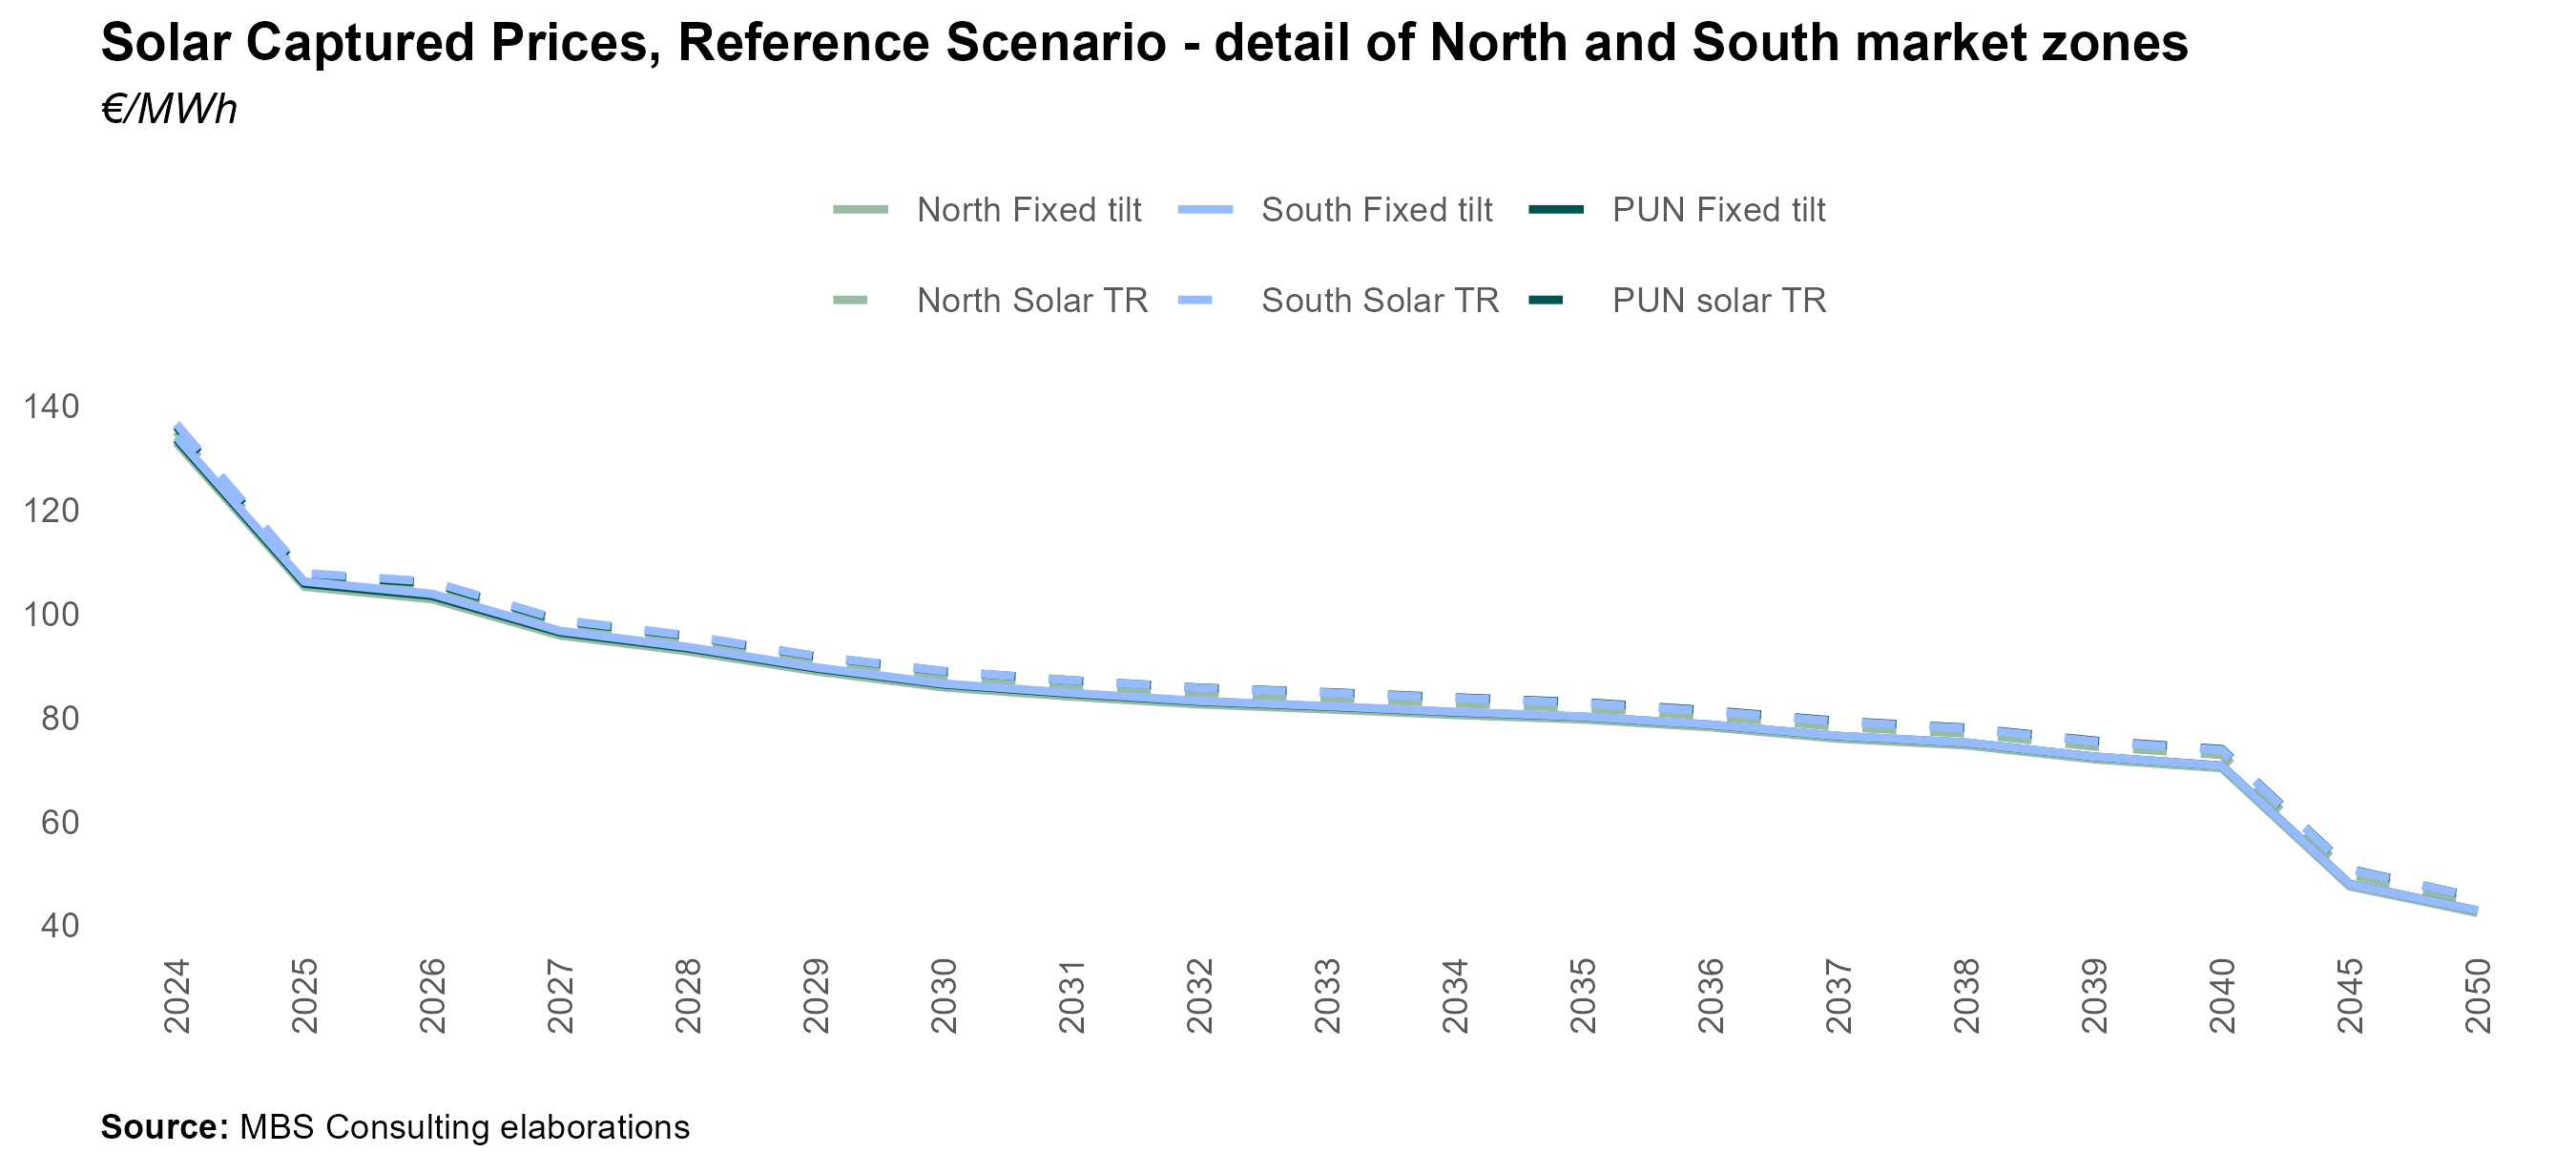 Solar Captured Prices, Reference Scenario - detail of North and South market zones
€/MWh
North Fixed tilt South Fixed tilt PUN Fixed tilt
North Solar TR South Solar TR PUN solar TR
140
120
100
80
60
40
2024 2025 2026 2027 2028 2029 2030 2031 2032 2033 2034 2035 2036 2037 2038 2039 2040 2045 2050
Source: MBS Consulting elaborations